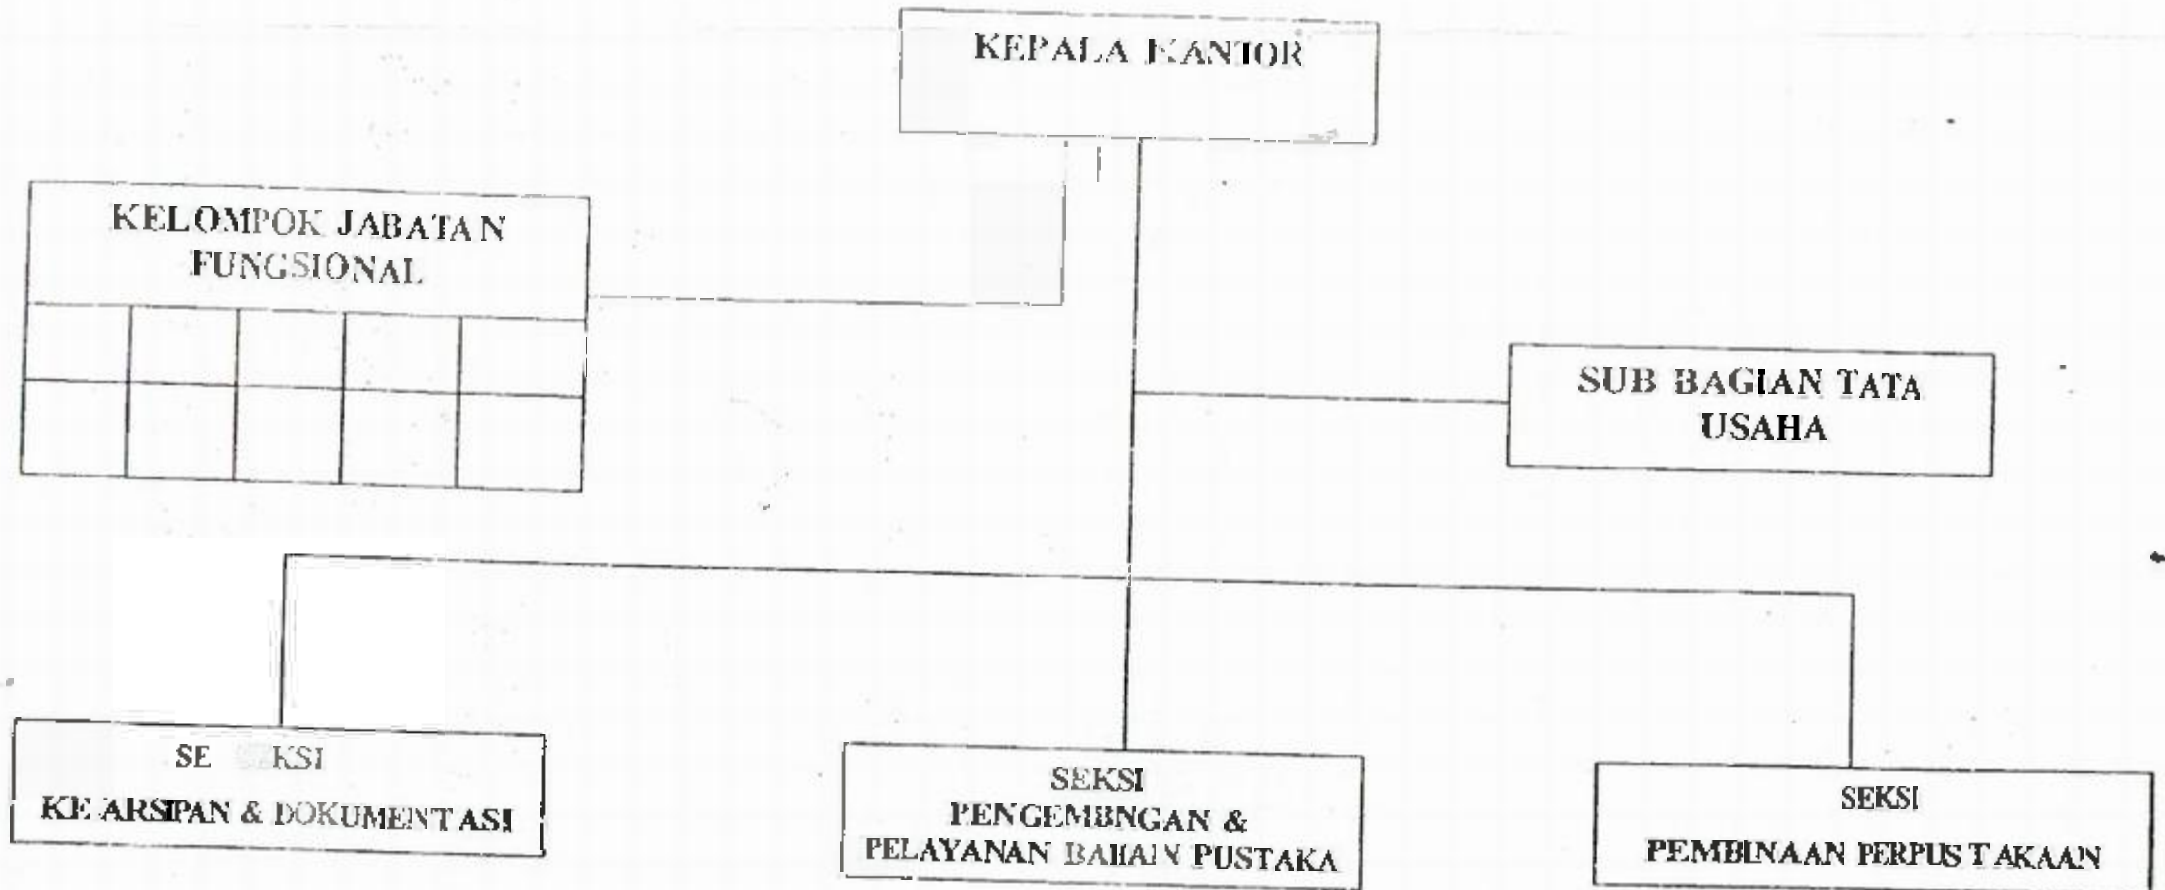 KEPALA KANTOR
KELOMPOK JABATAN
FUNGSIONAL
SUB BAGIAN TATA
USAHA
SEKSI
KEARSIPAN & DOKUMENTASI
SEKSI
PENGEMBNGAN &
PELAYANAN BAHAN PUSTAKA
SEKSI
PEMBINAAN PERPUSTAKAAN